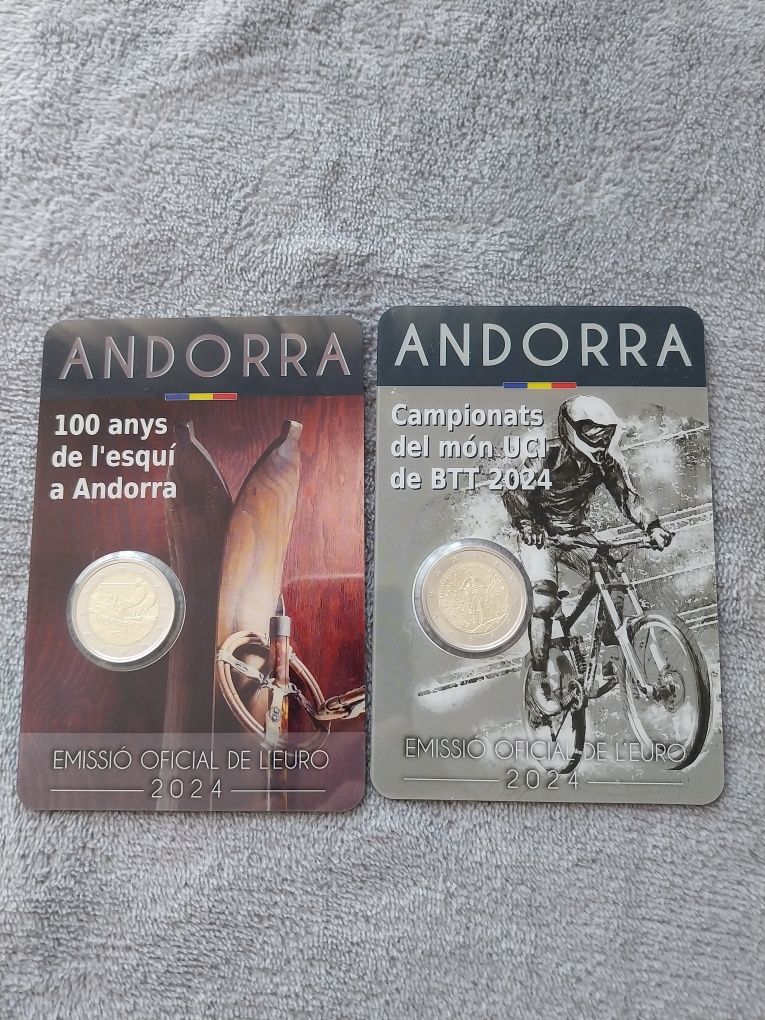 ANDORRA
100 anys
de l'esquí
a Andorra
EMISSIÓ OFICIAL DE L'EURO
2024
ANDORRA
Campionats
del món UCI
de BTT 2024
EMISSIÓ OFICIAL DE L'EURO
2024